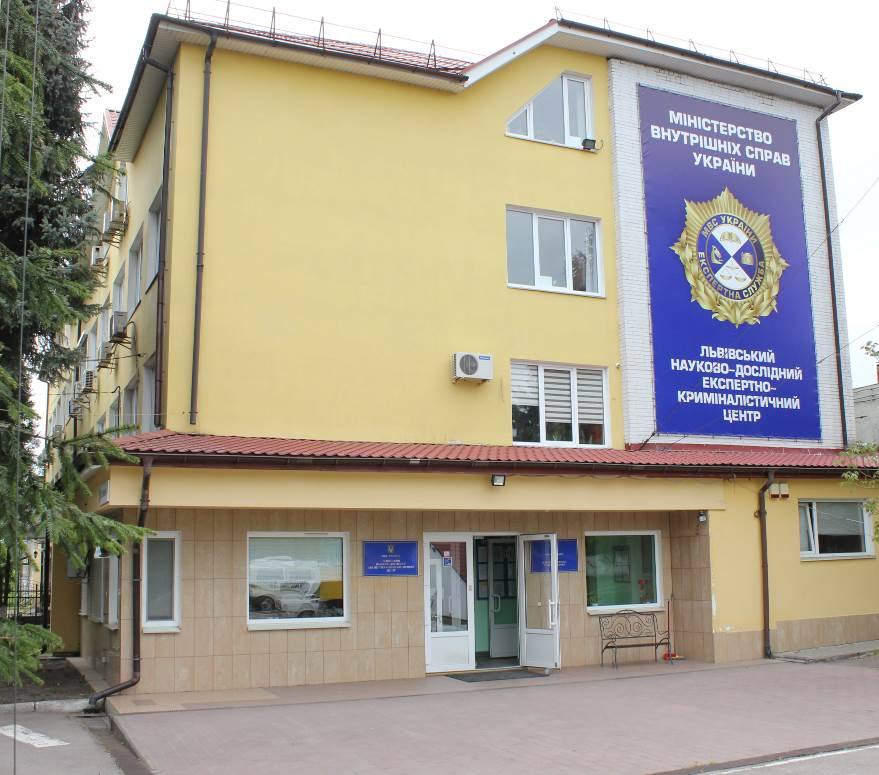 МІНІСТЕРСТВО
ВНУТРІШНІХ СПРАВ
УКРАЇНИ
МВС УКРАЇНИ
ЕКСПЕРТНА СЛУЖБА
ЛЬВІВСЬКИЙ
НАУКОВО-ДОСЛІДНИЙ
ЕКСПЕРТНО-
КРИМІНАЛІСТИЧНИЙ
ЦЕНТР